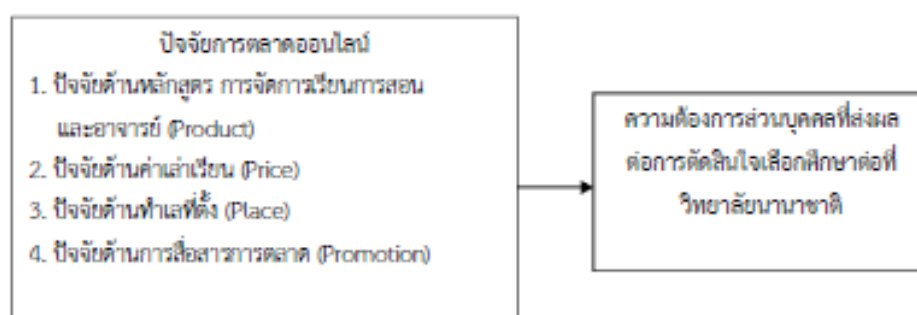 ปัจจัยการตลาดออนไลน์
1. ปัจจัยด้านหลักสูตร การจัดการเรียนการสอน
และอาจารย์ (Product)
2. ปัจจัยด้านค่าเล่าเรียน (Price)
3. ปัจจัยด้านทำเลที่ตั้ง (Place)
4. ปัจจัยด้านการสื่อสารการตลาด (Promotion)
ความต้องการส่วนบุคคลที่ส่งผล
ต่อการตัดสินใจเลือกศึกษาต่อที่
วิทยาลัยนานาชาติ